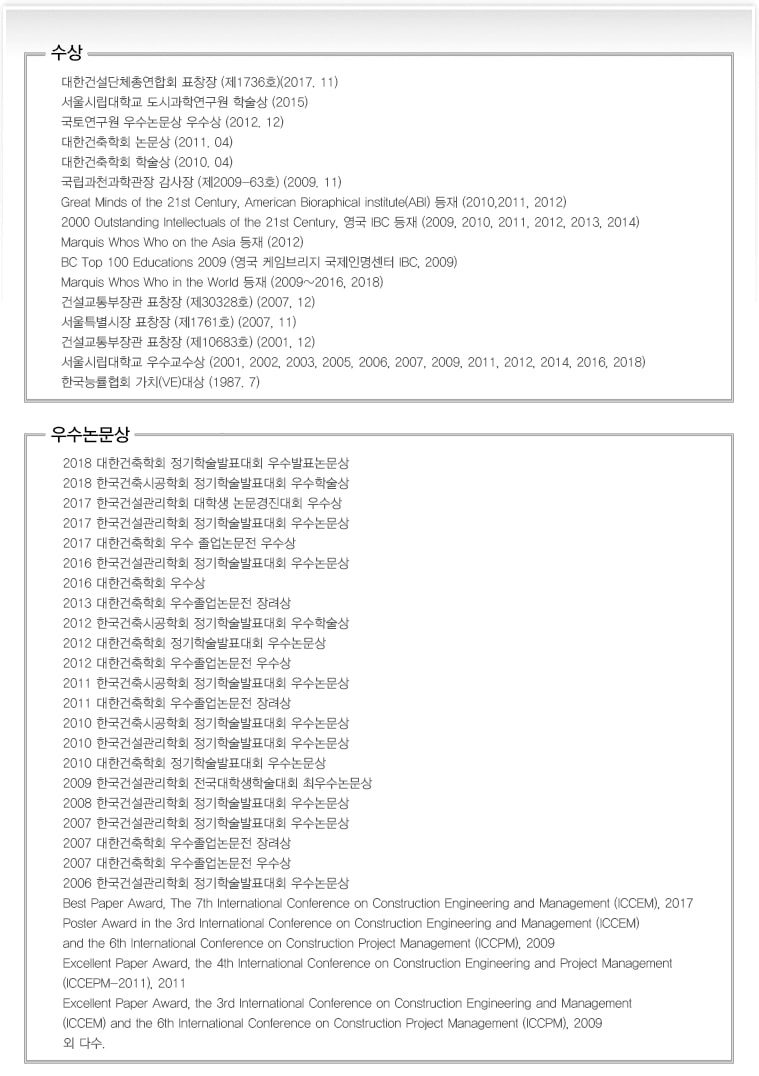 수상
대한건설단체총연합회 표창장 (제1736호)(2017. 11)
서울시립대학교 도시과학연구원 학술상 (2015)
국토연구원 우수논문상 우수상 (2012. 12)
대한건축학회 논문상 (2011. 04)
대한건축학회 학술상 (2010. 04)
국립과천과학관장 감사장 (제2009-63호) (2009. 11)
Great Minds of the 21st Century, American Bioraphical institute(ABI) 등재 (2010,2011, 2012)
2000 Outstanding Intellectuals of the 21st Century, 영국 IBC 등재 (2009, 2010, 2011, 2012, 2013, 2014)
Marquis Whos Who on the Asia 등재 (2012)
BC Top 100 Educations 2009 (영국 케임브리지 국제인명센터 IBC, 2009)
Marquis Whos Who in the World 등재 (2009~2016, 2018)
건설교통부장관 표창장 (제30328호) (2007, 12)
서울특별시장 표창장 (제1761호) (2007, 11)
건설교통부장관 표창장 (제10683호) (2001, 12)
서울시립대학교 우수교수상 (2001, 2002, 2003, 2005, 2006, 2007, 2009, 2011, 2012, 2014, 2016, 2018)
한국능률협회 가치(VE)대상 (1987. 7)
우수논문상
2018 대한건축학회 정기학술발표대회 우수발표논문상
2018 한국건축시공학회 정기학술발표대회 우수학술상
2017 한국건설관리학회 대학생 논문경진대회 우수상
2017 한국건설관리학회 정기학술발표대회 우수논문상
2017 대한건축학회 우수 졸업논문전 우수상
2016 한국건설관리학회 정기학술발표대회 우수논문상
2016 대한건축학회 우수상
2013 대한건축학회 우수졸업논문전 장려상
2012 한국건축시공학회 정기학술발표대회 우수학술상
2012 대한건축학회 정기학술발표대회 우수논문상
2012 대한건축학회 우수졸업논문전 우수상
2011 한국건축시공학회 정기학술발표대회 우수논문상
2011 대한건축학회 우수졸업논문전 장려상
2010 한국건축시공학회 정기학술발표대회 우수논문상
2010 한국건설관리학회 정기학술발표대회 우수논문상
2010 대한건축학회 정기학술발표대회 우수논문상
2009 한국건설관리학회 전국대학생학술대회 최우수논문상
2008 한국건설관리학회 정기학술발표대회 우수논문상
2007 한국건설관리학회 정기학술발표대회 우수논문상
2007 대한건축학회 우수졸업논문전 장려상
2007 대한건축학회 우수졸업논문전 우수상
2006 한국건설관리학회 정기학술발표대회 우수논문상
Best Paper Award, The 7th International Conference on Construction Engineering and Management (ICCEM), 2017
Poster Award in the 3rd International Conference on Construction Engineering and Management (ICCEM)
and the 6th International Conference on Construction Project Management (ICCPM), 2009
Excellent Paper Award, the 4th International Conference on Construction Engineering and Project Management
(ICCEPM-2011), 2011
Excellent Paper Award, the 3rd International Conference on Construction Engineering and Management
(ICCEM) and the 6th International Conference on Construction Project Management (ICCPM), 2009
외 다수.